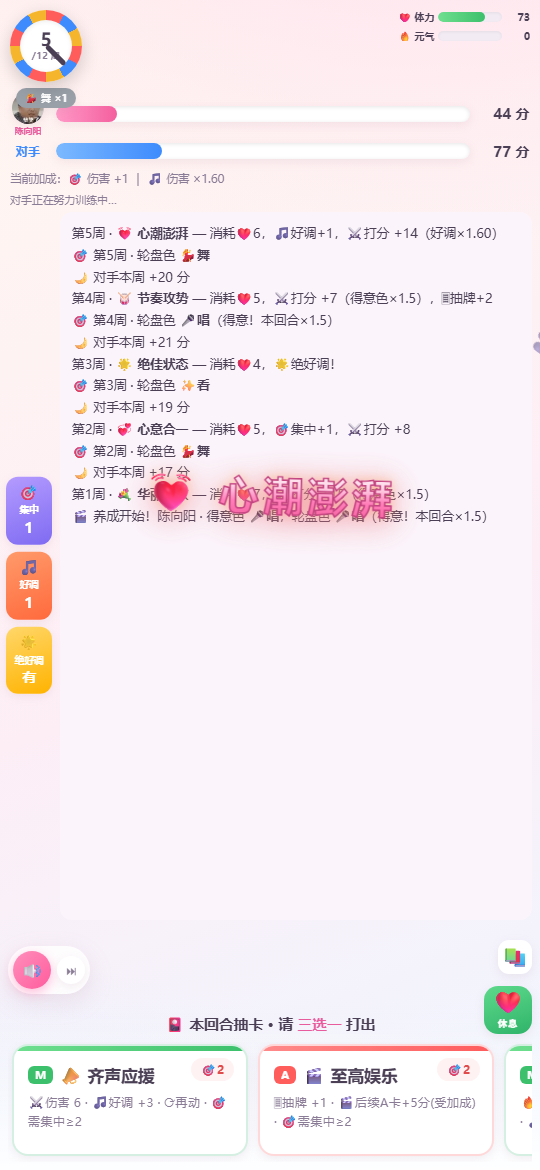 5
/12
体力 73
元气 0
舞 ×1
陈向阳
44 分
对手
77 分
当前加成: 伤害 +1 | 伤害 ×1.60
对手正在努力训练中...
第5周 · 心潮澎湃 — 消耗6, 好调+1, 打分 +14（好调×1.60）
第5周 · 轮盘色 舞
对手本周 +20 分
第4周 · 节奏攻势 — 消耗5, 打分 +7（得意色×1.5）, 抽牌+2
第4周 · 轮盘色 唱（得意！本回合×1.5）
对手本周 +21 分
第3周 · 绝佳状态 — 消耗4, 绝好调!
第3周 · 轮盘色 ✨
对手本周 +19 分
第2周 · 心意合一 — 消耗5, 集中+1, 打分 +8
第2周 · 轮盘色 舞
对手本周 +17 分
第1周 ·
心潮澎湃
养成开始！陈向阳 · 得意色 唱, 轮盘色 唱（得意！本回合×1.5）
集中
1
好调
1
绝好调
有
休息
本回合抽卡 • 请 三选一 打出
M 齐声应援 2
伤害 6 · 好调 +3 · ⟳再动 ·
需集中≥2
A 至高娱乐 2
抽牌 +1 · 后续A卡+5分(受加成)
· 需集中≥2